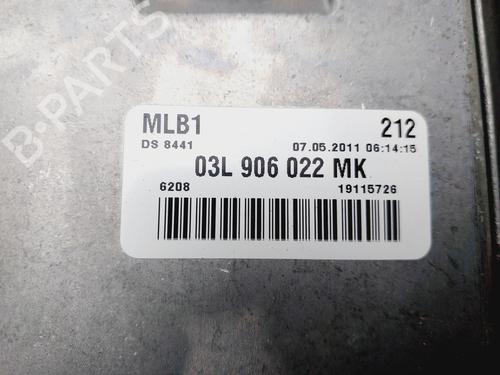 B-PARTS
MLB1 212
DS 8441 07.05.2011 06:14:15
03L 906 022 MK
6208 19115726